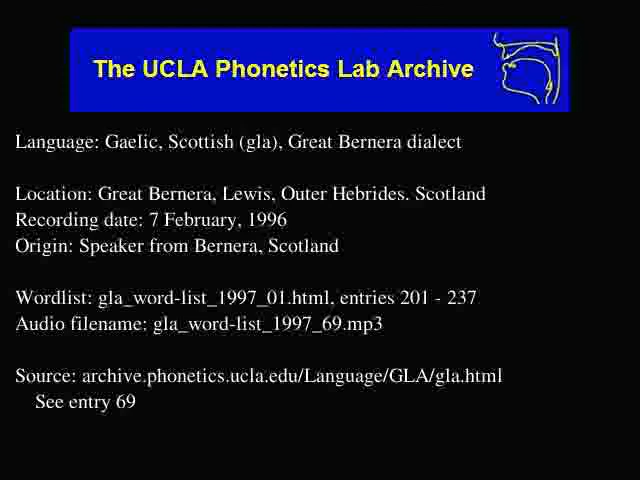 The UCLA Phonetics Lab Archive
Language: Gaelic, Scottish (gla), Great Bernera dialect
Location: Great Bernera, Lewis, Outer Hebrides. Scotland
Recording date: 7 February, 1996
Origin: Speaker from Bernera, Scotland
Wordlist: gla_word-list_1997_01.html, entries 201 - 237
Audio filename: gla_word-list_1997_69.mp3
Source: archive.phonetics.ucla.edu/Language/GLA/gla.html
See entry 69